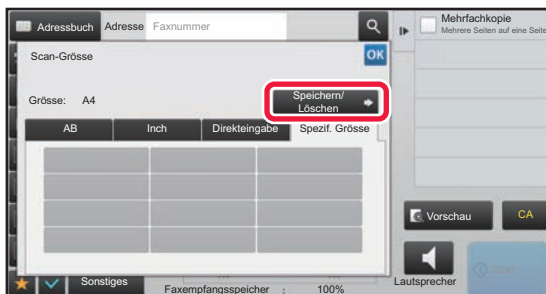 Adressbuch Adresse Faxnummer
Mehrfachkopie
Mehrere Seiten auf eine Seite
Scan-Grösse
OK
Grösse: A4
Speichern/
Löschen
AB Inch Direkteingabe Spezif. Grösse
Vorschau CA
Sonstiges
Lautsprecher
Start
Faxempfangsspeicher : 100%